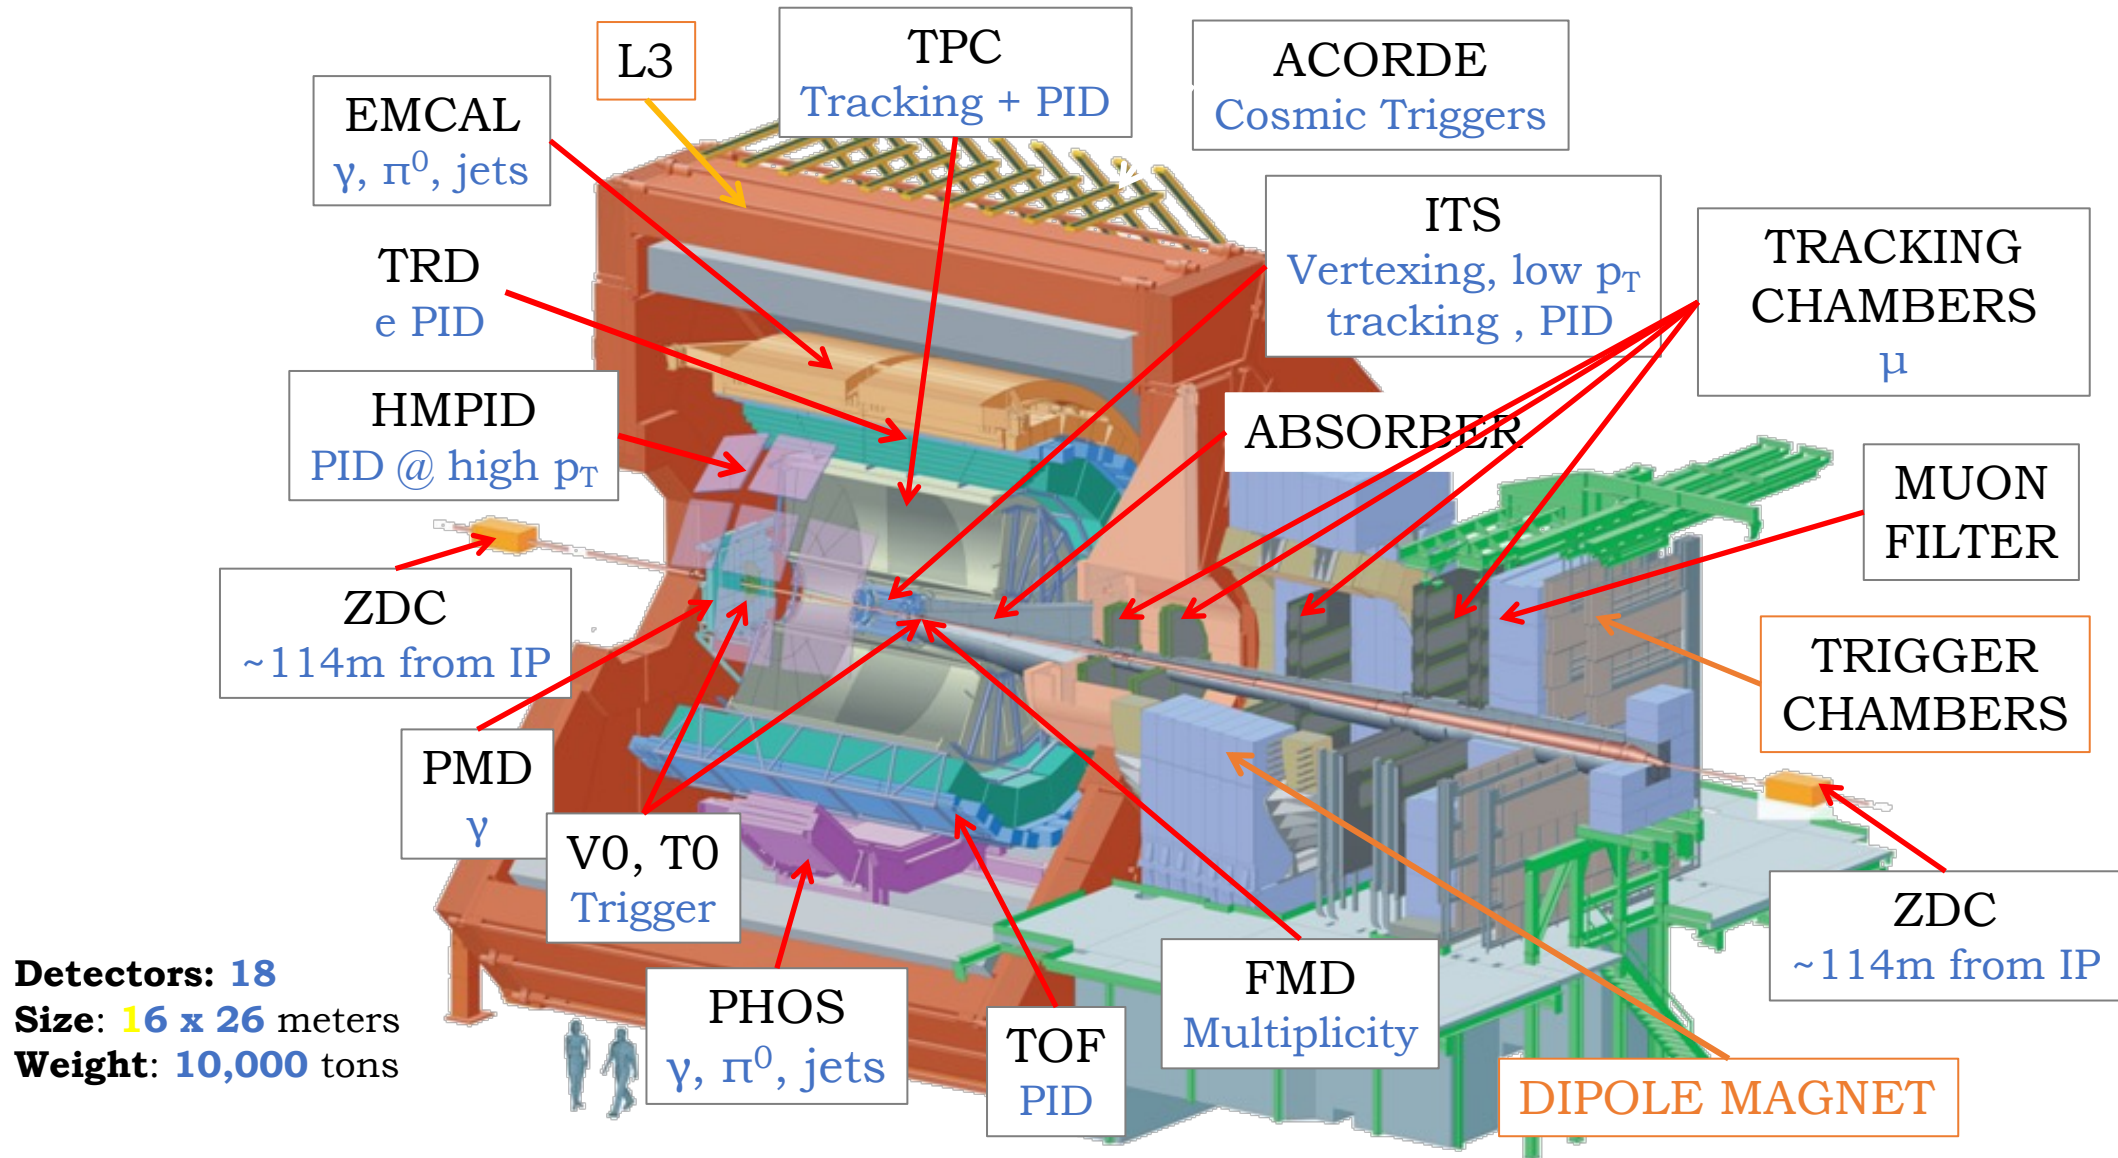 L3
TPC
Tracking + PID
ACORDE
Cosmic Triggers
EMCAL
γ, π⁰, jets
ITS
Vertexing, low pT
tracking , PID
TRACKING
CHAMBERS
μ
TRD
e PID
HMPID
PID @ high pT
ABSORBER
MUON
FILTER
ZDC
~114m from IP
TRIGGER
CHAMBERS
PMD
γ
V0, T0
Trigger
ZDC
~114m from IP
Detectors: 18
Size: 16 x 26 meters
Weight: 10,000 tons
PHOS
γ, π⁰, jets
TOF
PID
FMD
Multiplicity
DIPOLE MAGNET